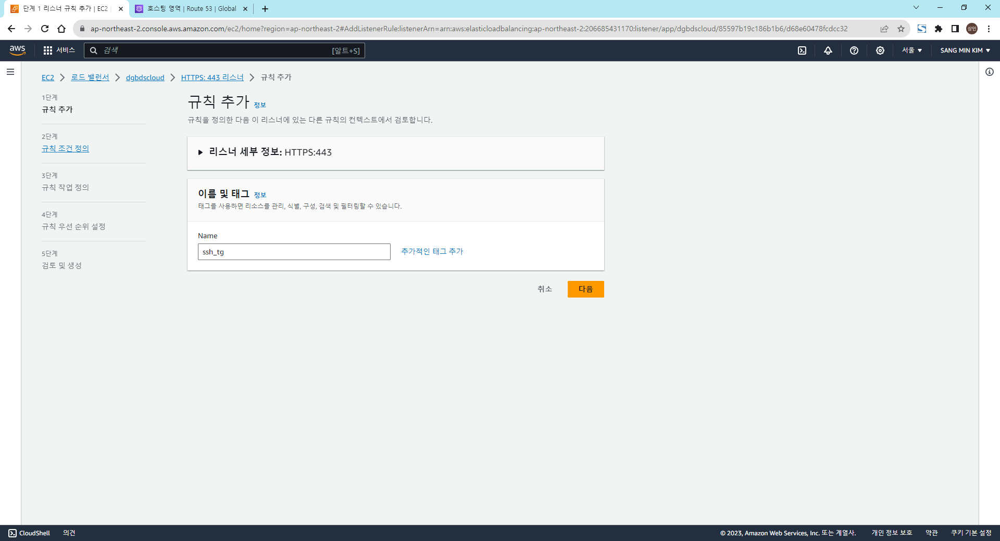 단계 1 리스너 규칙 추가 | EC2
호스팅 영역 | Route 53 | Global
ap-northeast-2.console.aws.amazon.com/ec2/home?region=ap-northeast-2#AddListenerRule:listenerArn=arn:aws:elasticloadbalancing:ap-northeast-2:206685431170:listener/app/dgbdscloud/85597b19c186b1b6/d68e60478fcdcc32
상민
aws
서비스
검색
[알트+S]
서울
SANG MIN KIM
EC2
로드 밸런서
dgbdscloud
HTTPS: 443 리스너
규칙 추가
1단계
규칙 추가
2단계
규칙 조건 정의
3단계
규칙 작업 정의
4단계
규칙 우선 순위 설정
5단계
검토 및 생성
규칙 추가 정보
규칙을 정의한 다음 이 리스너에 있는 다른 규칙의 컨텍스트에서 검토합니다.
리스너 세부 정보: HTTPS:443
이름 및 태그 정보
태그를 사용하면 리소스를 관리, 식별, 구성, 검색 및 필터링할 수 있습니다.
Name
ssh_tg
추가적인 태그 추가
취소
다음
CloudShell
의견
© 2023, Amazon Web Services, Inc. 또는 계열사.
개인 정보 보호
약관
쿠키 기본 설정